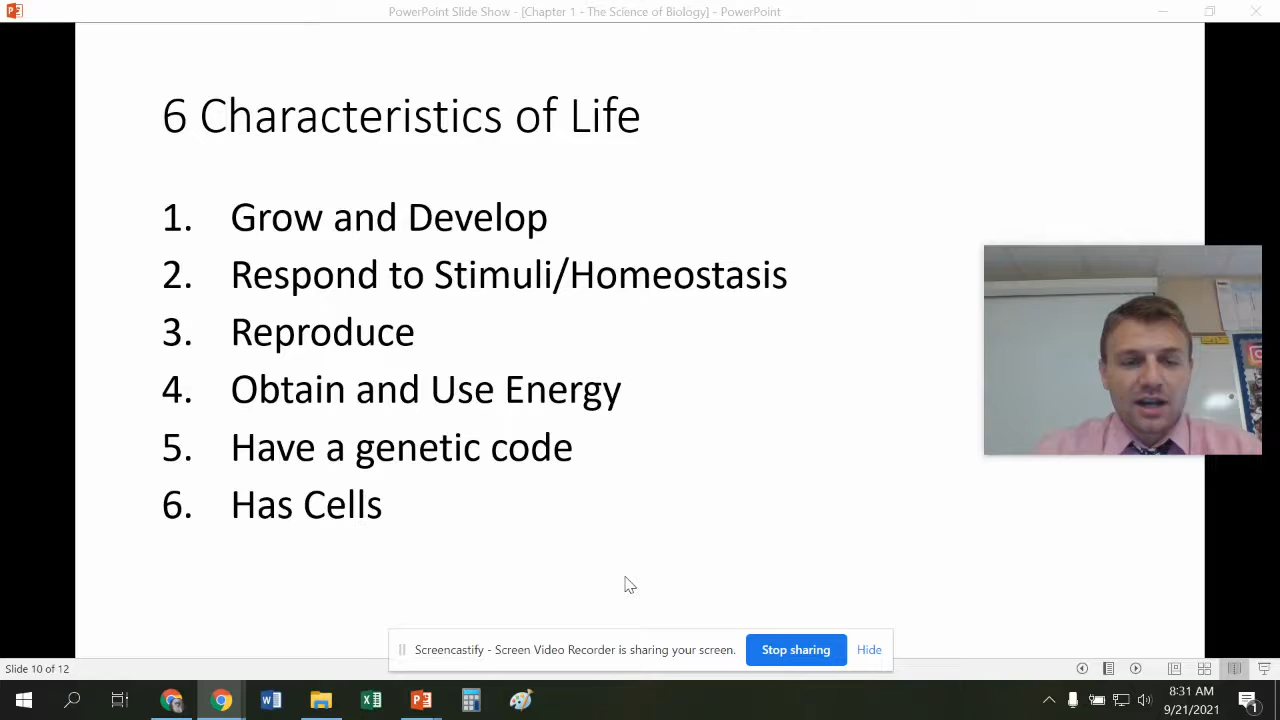 PowerPoint Slide Show - [Chapter 1 - The Science of Biology] - PowerPoint
6 Characteristics of Life
1. Grow and Develop
2. Respond to Stimuli/Homeostasis
3. Reproduce
4. Obtain and Use Energy
5. Have a genetic code
6. Has Cells
Screencastify - Screen Video Recorder is sharing your screen. Stop sharing Hide
Slide 10 of 12
8:31 AM
9/21/2021
1